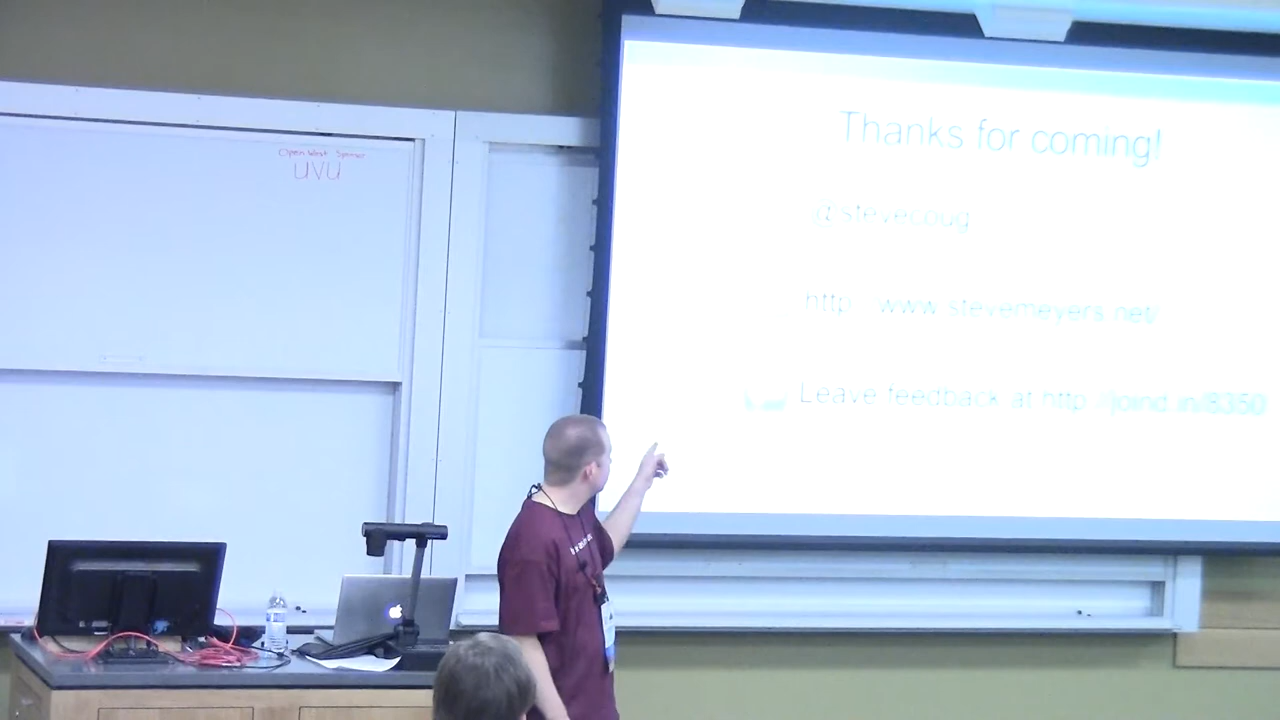 Open West Sponsor
UVU
Thanks for coming!
@stevecoug
http://www.stevemeyers.net/
Leave feedback at http://joind.in/8350